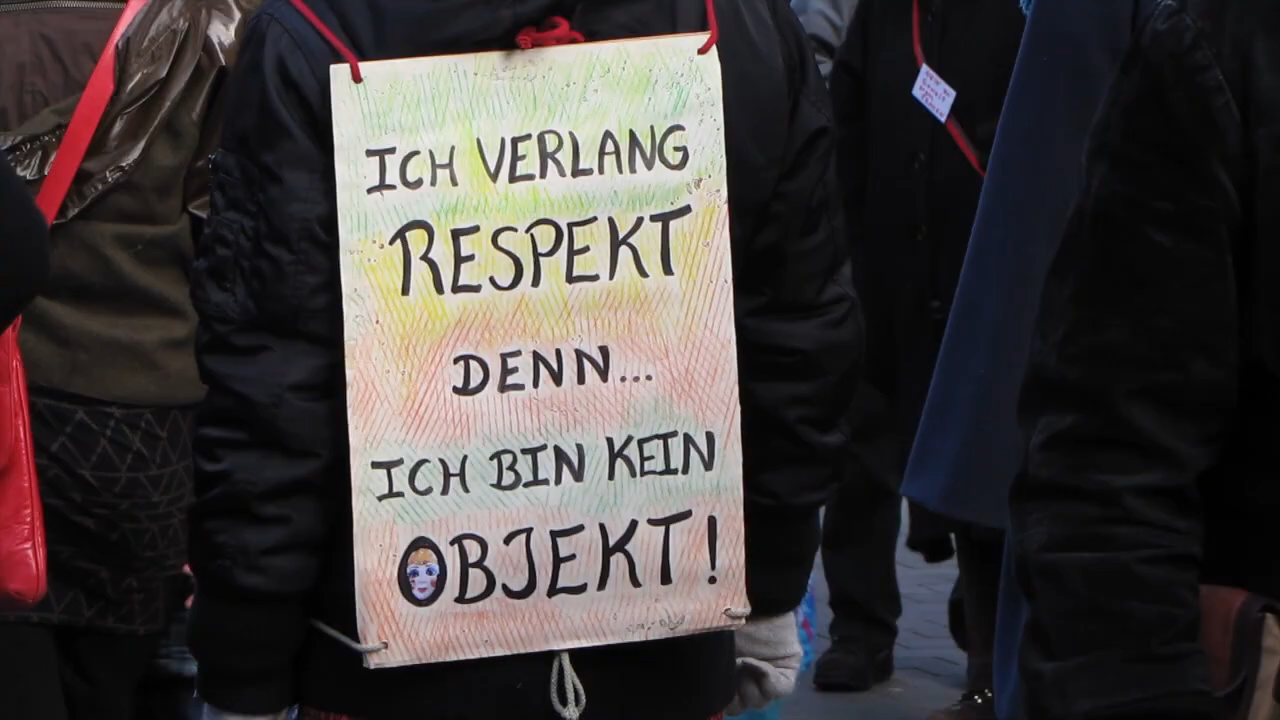 ICH VERLANG
RESPEKT
DENN...
ICH BIN KEIN
OBJEKT!